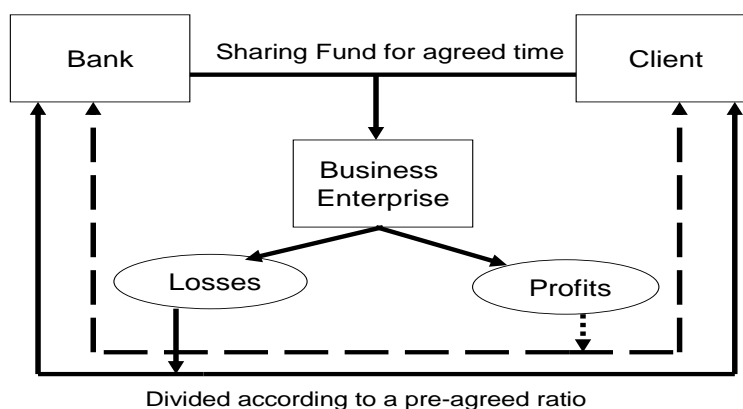 Bank
Sharing Fund for agreed time
Client
Business
Enterprise
Losses
Profits
Divided according to a pre-agreed ratio